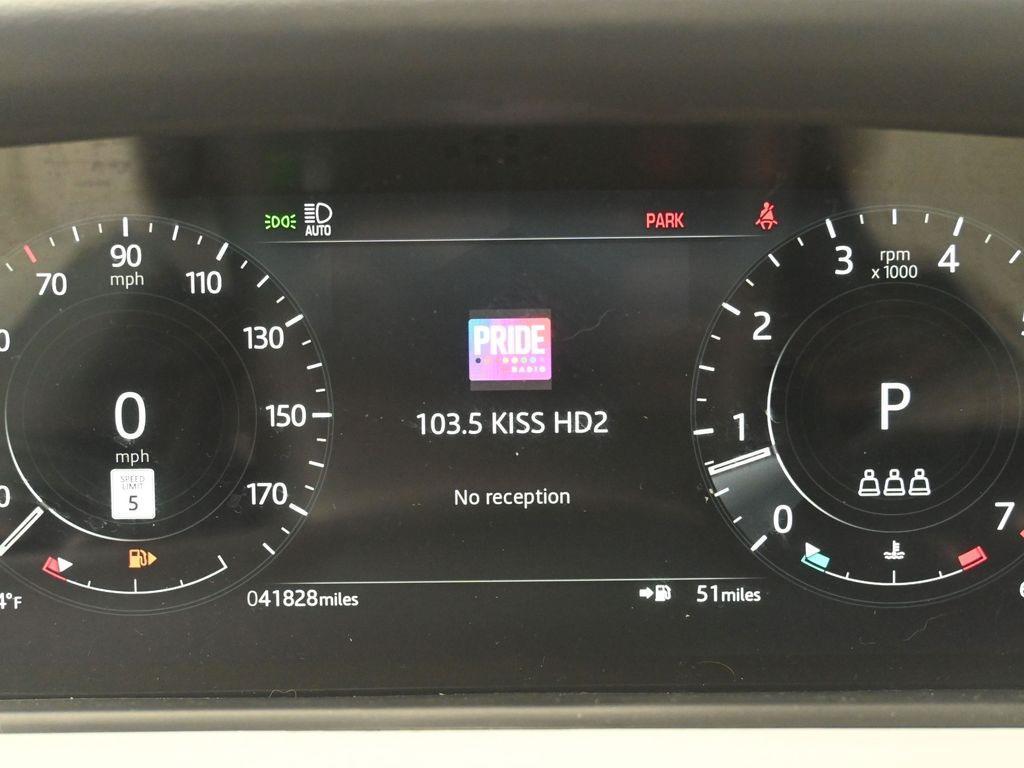 AUTO
PARK
70
90
mph
110
130
150
170
0
mph
SPEED
LIMIT
5
PRIDE
RADIO
103.5 KISS HD2
No reception
041828miles
51miles
4°F
3
rpm
x 1000
4
2
1
0
P
7